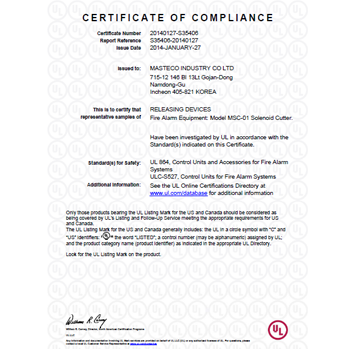 CERTIFICATE OF COMPLIANCE
Certificate Number 20140127-S35406
Report Reference S35406-20140127
Issue Date 2014-JANUARY-27
Issued to: MASTECO INDUSTRY CO LTD
715-12 146 Bl 13Lt Gojan-Dong
Namdong-Gu
Incheon 405-821 KOREA
This is to certify that RELEASING DEVICES
representative samples of Fire Alarm Equipment: Model MSC-01 Solenoid Cutter.
Have been investigated by UL in accordance with the
Standard(s) indicated on this Certificate.
Standard(s) for Safety: UL 864, Control Units and Accessories for Fire Alarm
Systems
ULC-S527, Control Units for Fire Alarm Systems
Additional Information: See the UL Online Certifications Directory at
www.ul.com/database for additional information
Only those products bearing the UL Listing Mark for the US and Canada should be considered as
being covered by UL's Listing and Follow-Up Service meeting the appropriate requirements for US
and Canada.
The UL Listing Mark for the US and Canada generally includes: the UL in a circle symbol with "C" and
"US" identifiers: the word "LISTED"; a control number (may be alphanumeric) assigned by UL;
and the product category name (product identifier) as indicated in the appropriate UL Directory.
Look for the UL Listing Mark on the product.
William R. Carney, Director, North American Certification Programs
UL LLC
UL